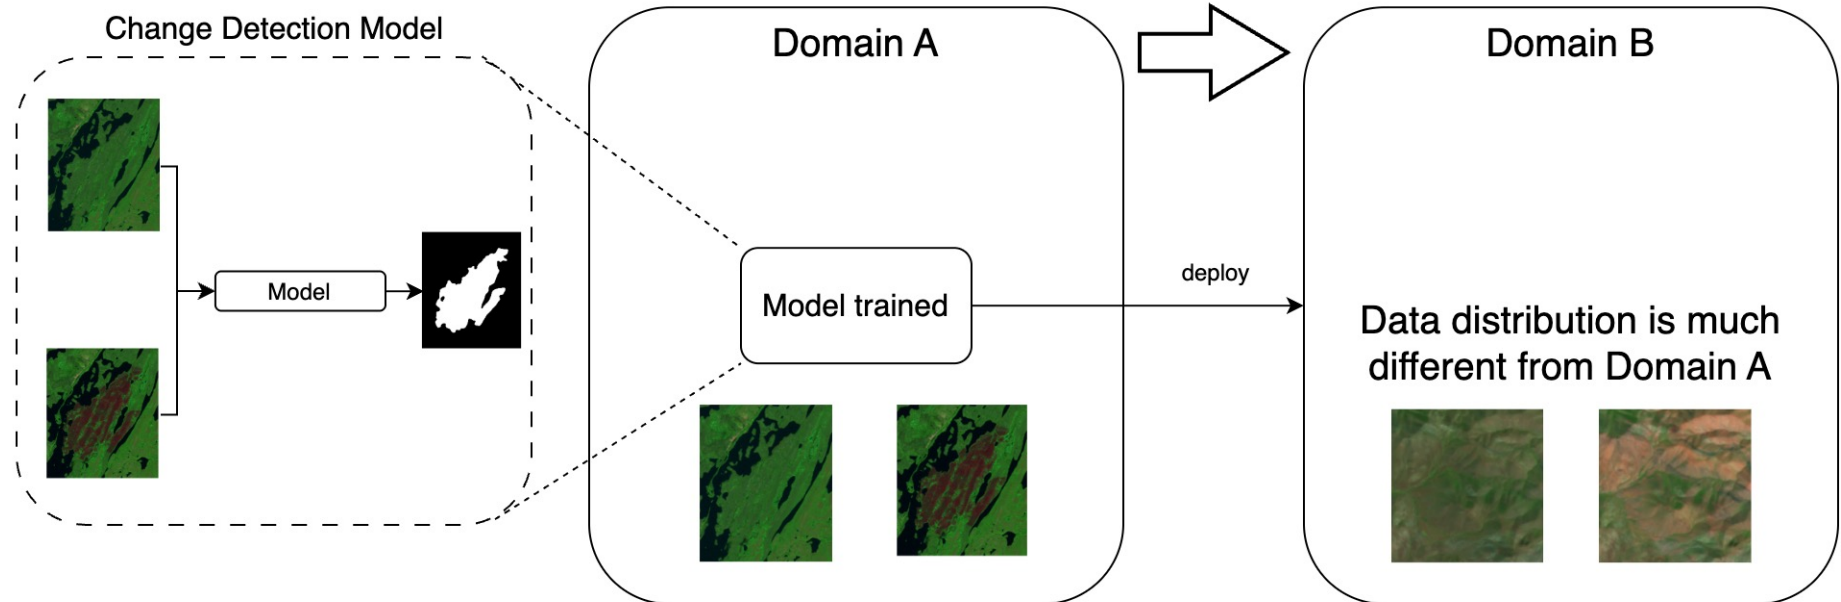 Change Detection Model
Model
Domain A
Model trained
deploy
Domain B
Data distribution is much
different from Domain A